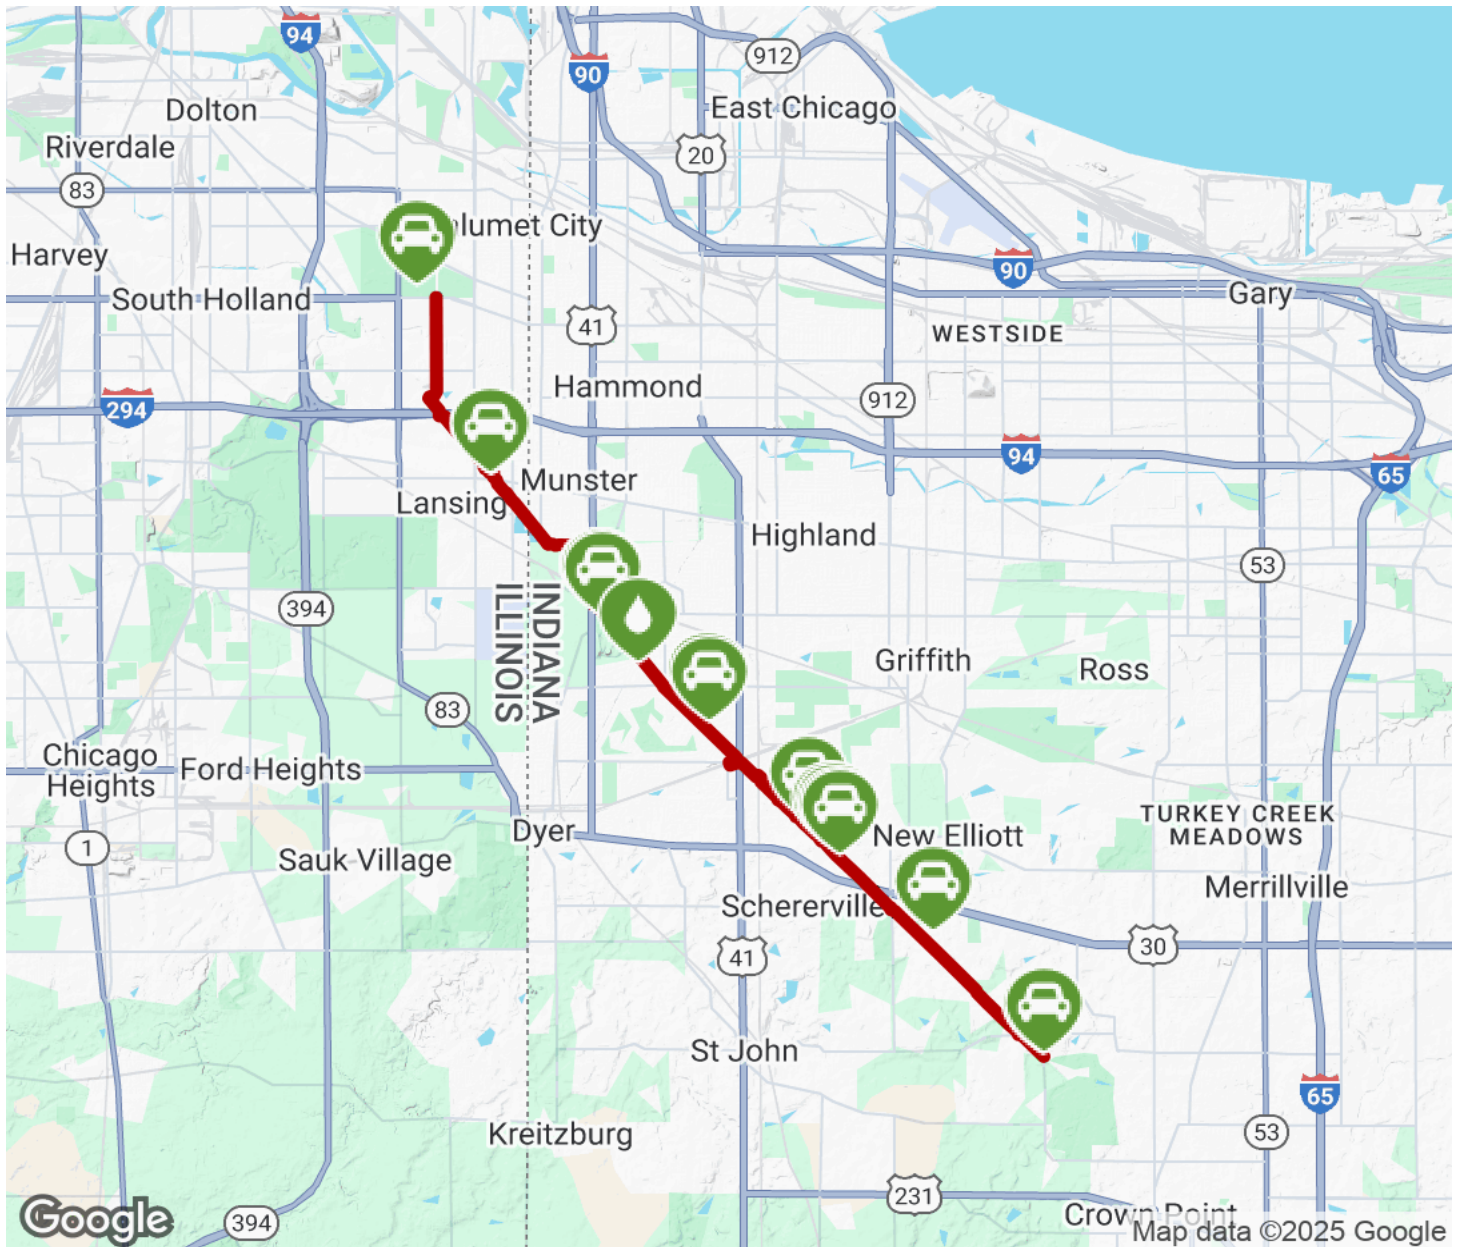 94
90
912
Dolton
East Chicago
Riverdale
20
83
lumet City
Harvey
90
South Holland
Gary
41
WESTSIDE
Hammond
294
912
94
65
Munster
Lansing
Highland
53
394
INDIANA
ILLINOIS
Griffith
Ross
83
Chicago
Heights
Ford Heights
TURKEY CREEK
MEADOWS
Dyer
New Elliott
1
Sauk Village
Merrillville
Schererville
41
30
St John
65
Kreitzburg
53
231
Crown Point
394
Google
Map data ©2025 Google